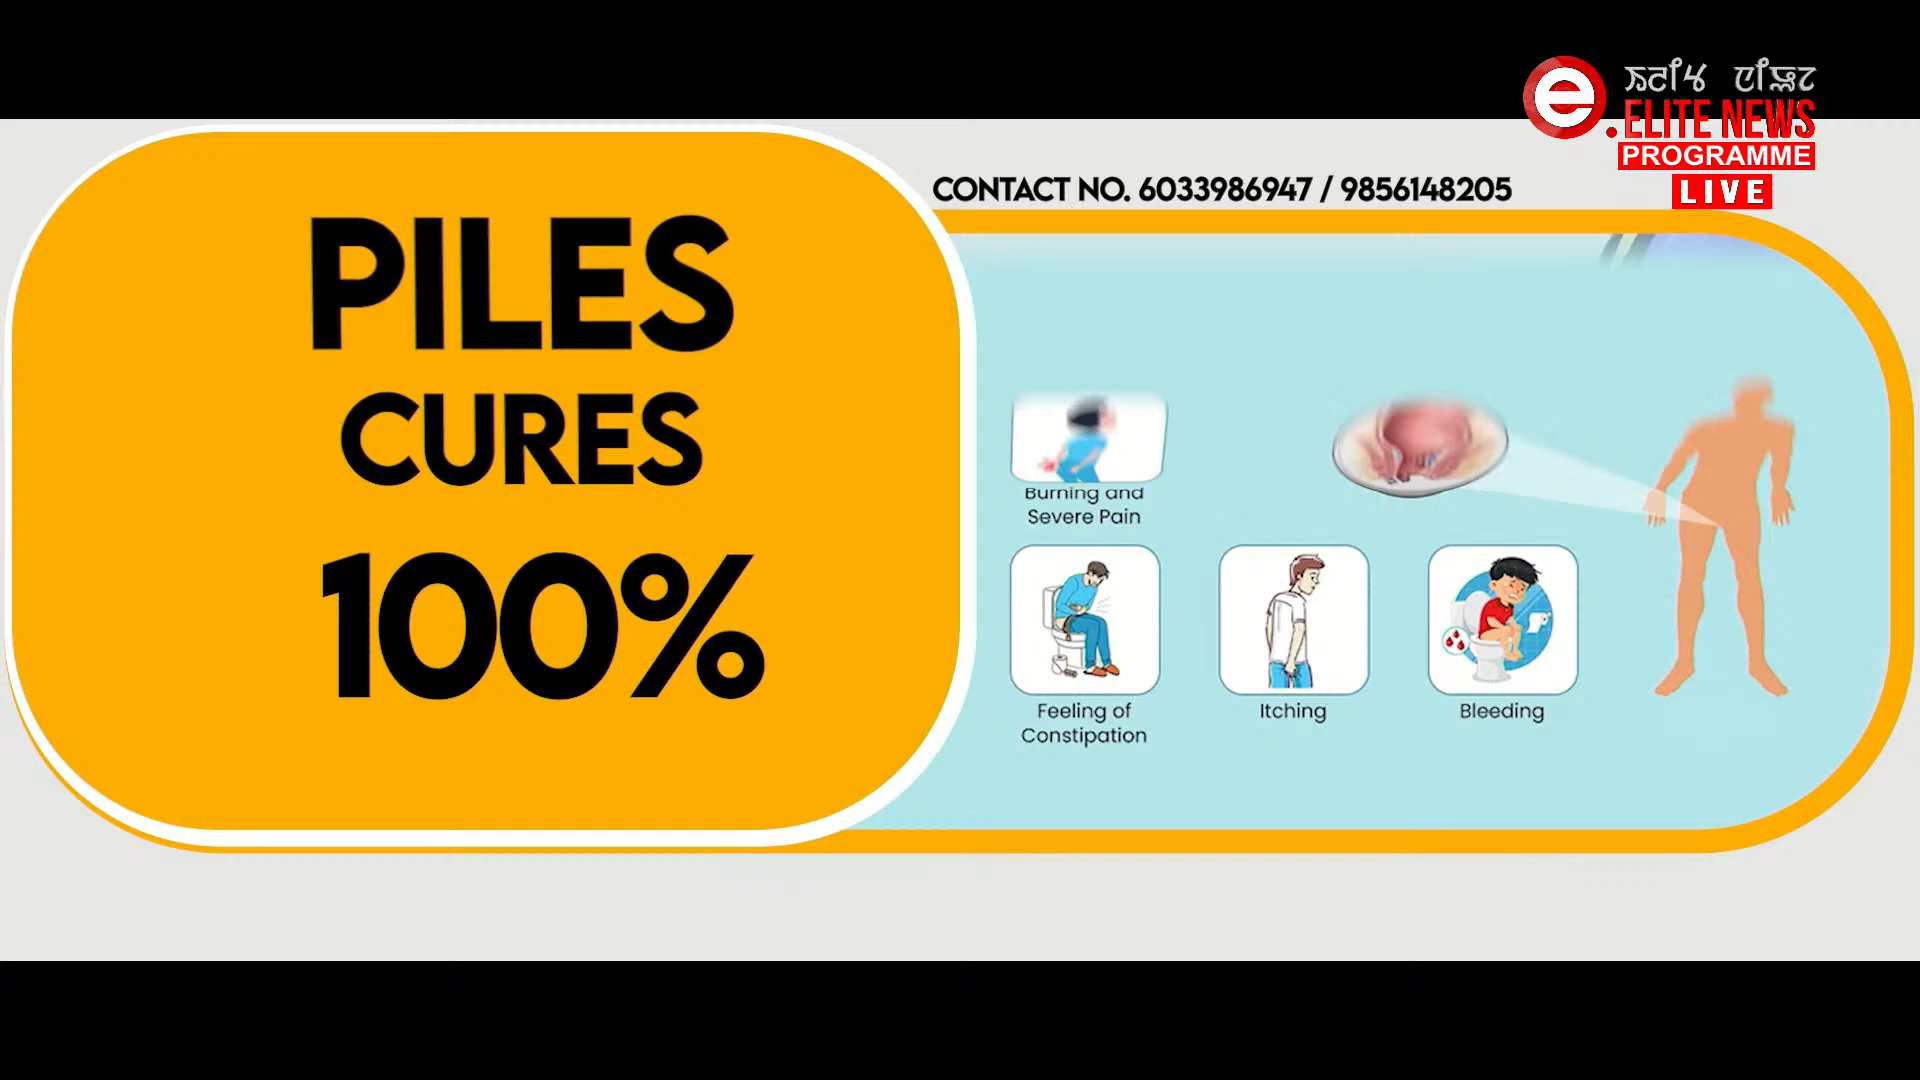 PILES
CURES
100%
CONTACT NO. 6033986947 / 9856148205
ELITE NEWS
PROGRAMME
LIVE
Burning and
Severe Pain
Feeling of
Constipation
Itching
Bleeding